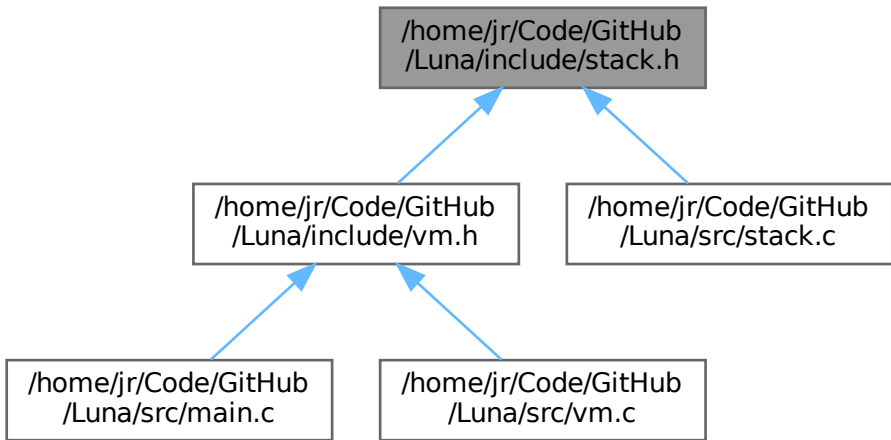 /home/jr/Code/GitHub
/Luna/include/stack.h
/home/jr/Code/GitHub
/Luna/include/vm.h
/home/jr/Code/GitHub
/Luna/src/stack.c
/home/jr/Code/GitHub
/Luna/src/main.c
/home/jr/Code/GitHub
/Luna/src/vm.c